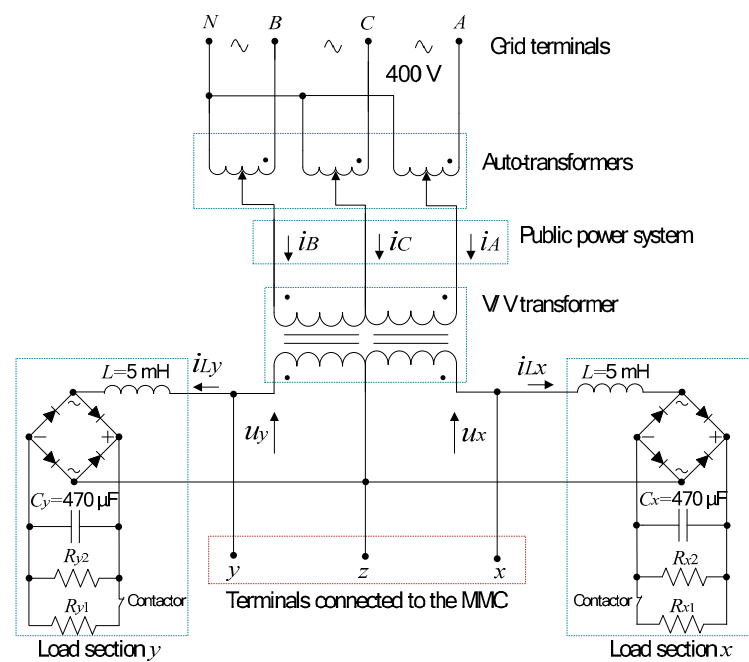 N B C A
Grid terminals
400 V
Auto-transformers
iB iC iA
Public power system
V/V transformer
L=5 mH
iLy
iLx
L=5 mH
uy
ux
Cy=470 µF
Cx=470 µF
Ry2
Rx2
Contactor
Contactor
Ry1
Rx1
y z x
Terminals connected to the MMC
Load section y
Load section x